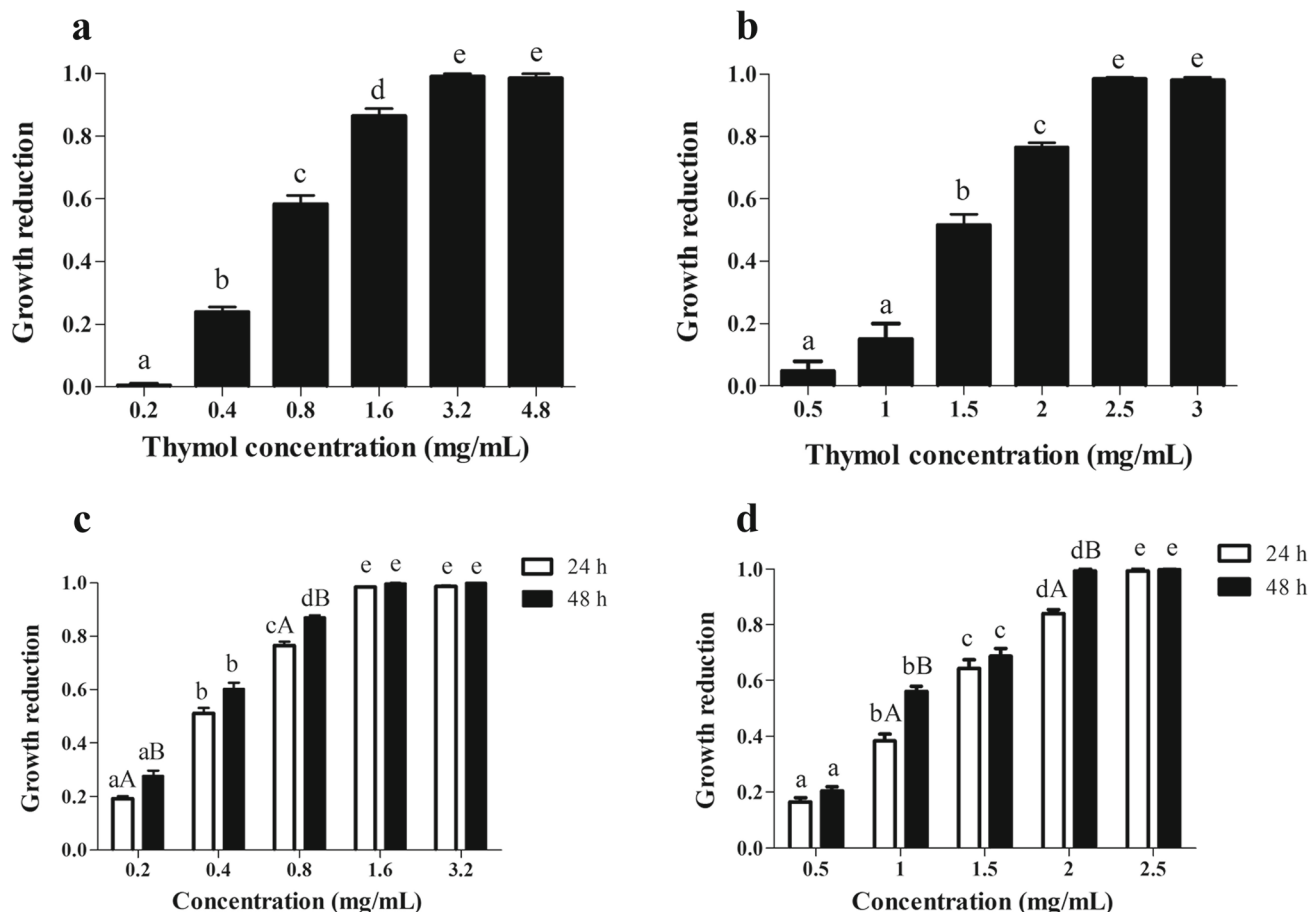 a
e e
d
c
b
a
1.0
0.8
0.6
0.4
0.2
0.0
Growth reduction
0.2 0.4 0.8 1.6 3.2 4.8
Thymol concentration (mg/mL)
b
e e
c
b
a
a
1.0
0.8
0.6
0.4
0.2
0.0
Growth reduction
0.5 1 1.5 2 2.5 3
Thymol concentration (mg/mL)
c
24 h
48 h
aA aB b b cA dB e e e e
1.0
0.8
0.6
0.4
0.2
0.0
Growth reduction
0.2 0.4 0.8 1.6 3.2
Concentration (mg/mL)
d
24 h
48 h
a a bA bB c c dA dB e e
1.0
0.8
0.6
0.4
0.2
0.0
Growth reduction
0.5 1 1.5 2 2.5
Concentration (mg/mL)